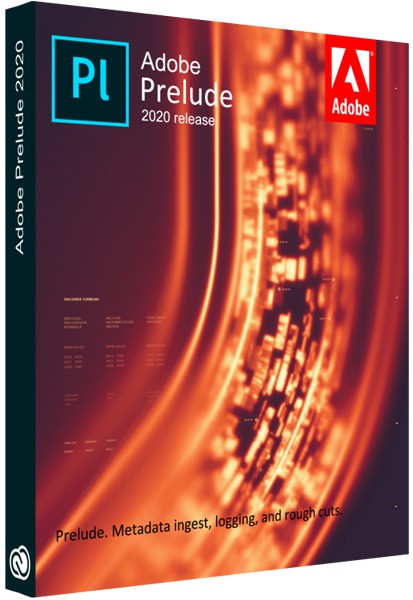 Adobe Prelude 2020
Pl
Adobe
Prelude
2020 release
Adobe
Prelude. Metadata ingest, logging, and rough cuts.